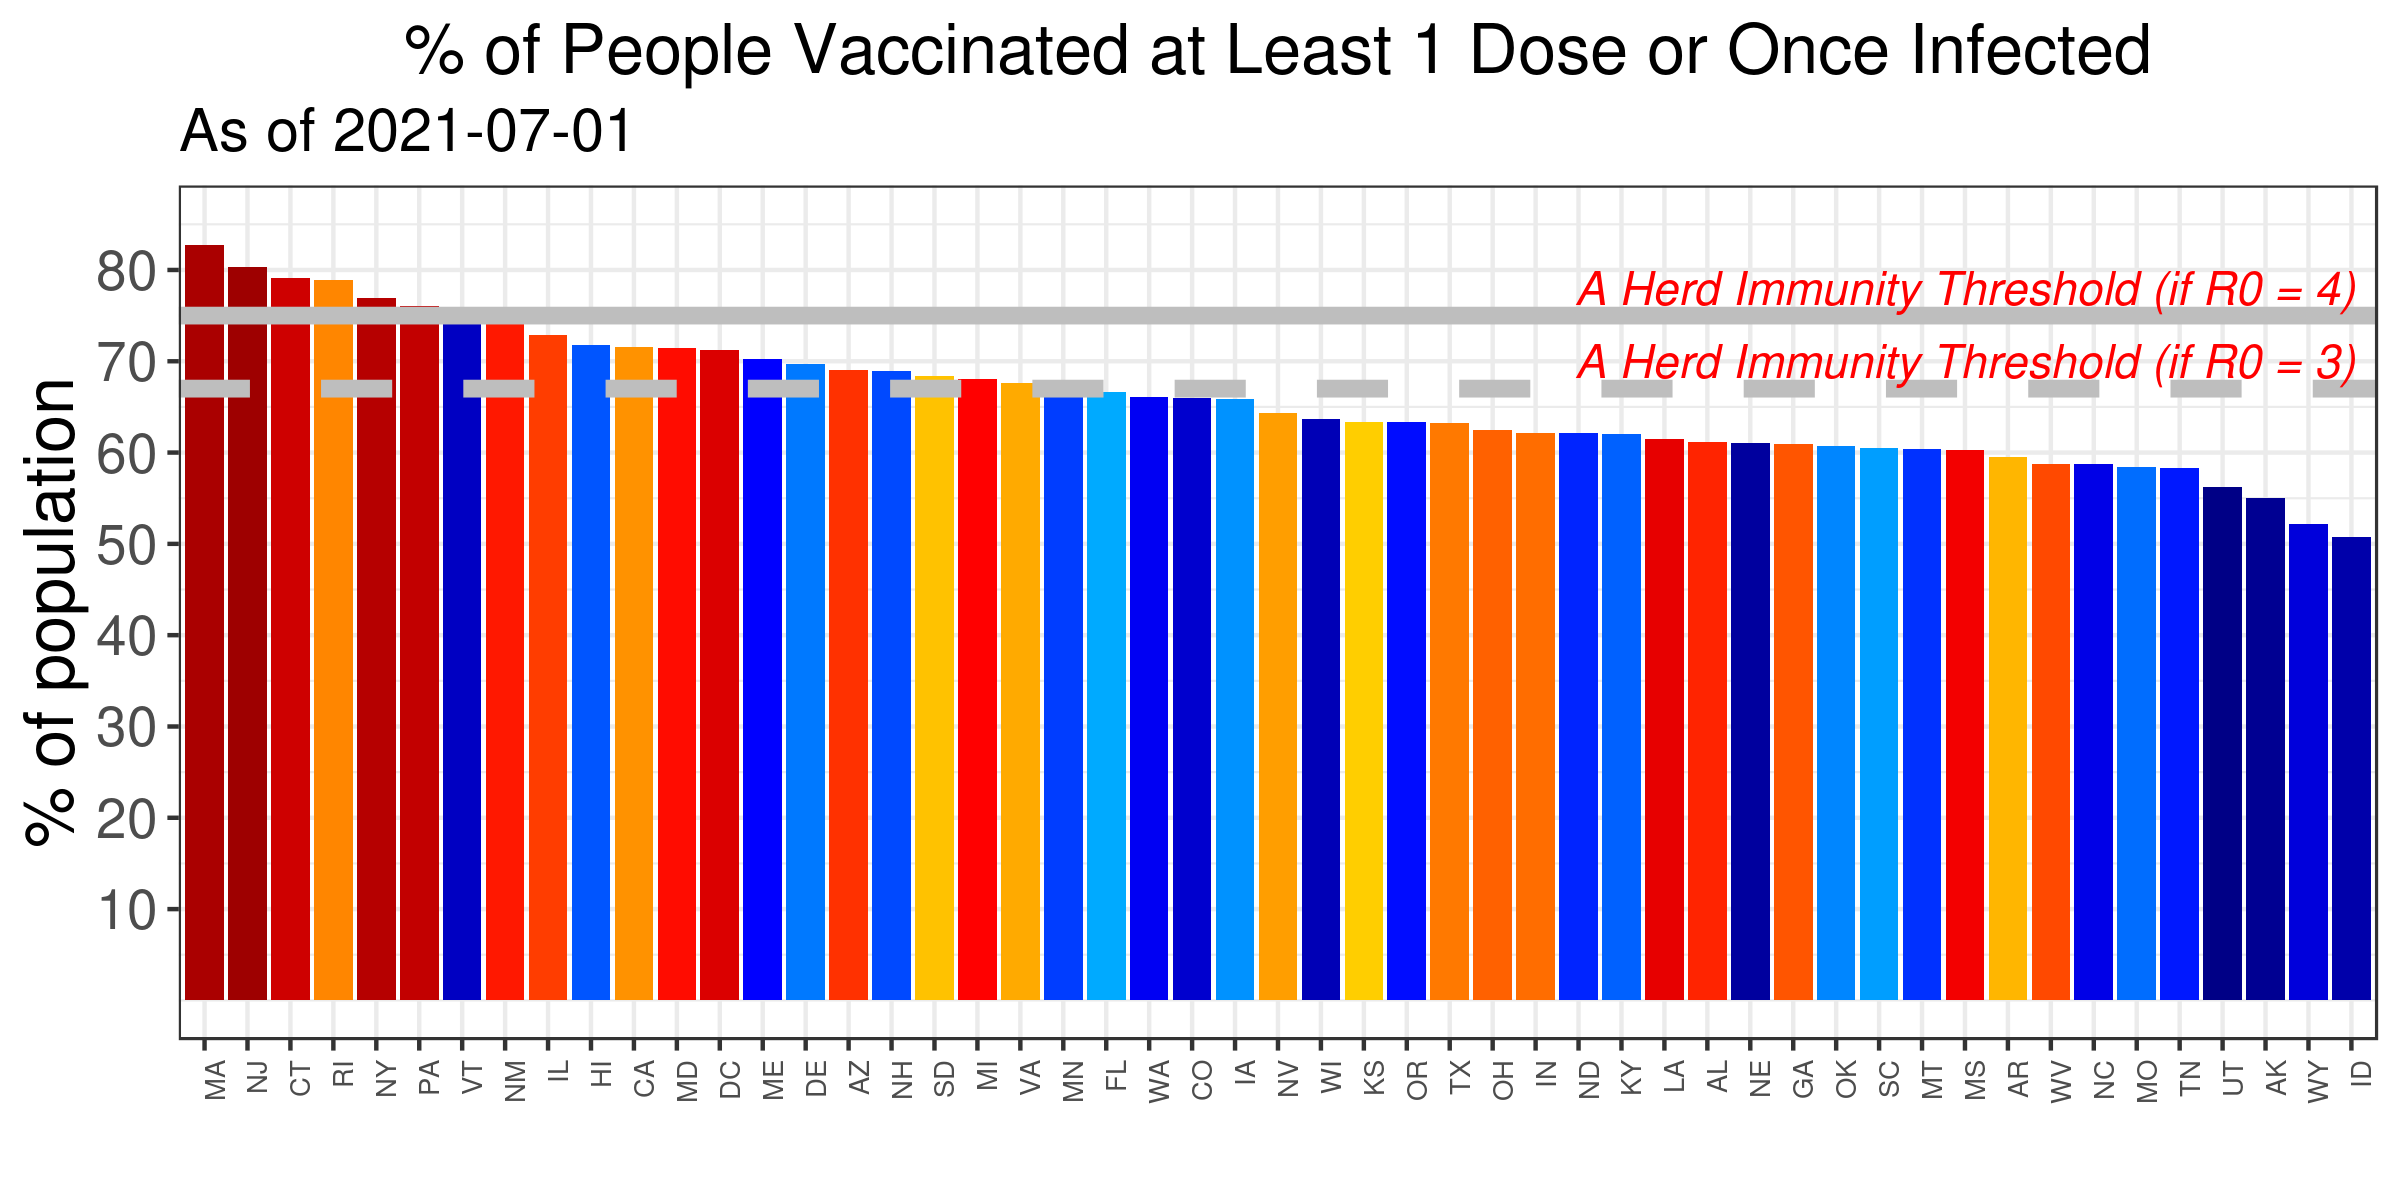 % of People Vaccinated at Least 1 Dose or Once Infected
As of 2021-07-01
% of population
80
70
60
50
40
30
20
10
A Herd Immunity Threshold (if R0 = 4)
A Herd Immunity Threshold (if R0 = 3)
MA NJ CT RI NY PA VT NM IL HI CA MD DC ME DE AZ NH SD MI VA MN FL WA CO IA NV WI KS OR TX OH IN ND KY LA AL NE GA OK SC MT MS AR WV NC MO TN UT AK WY ID